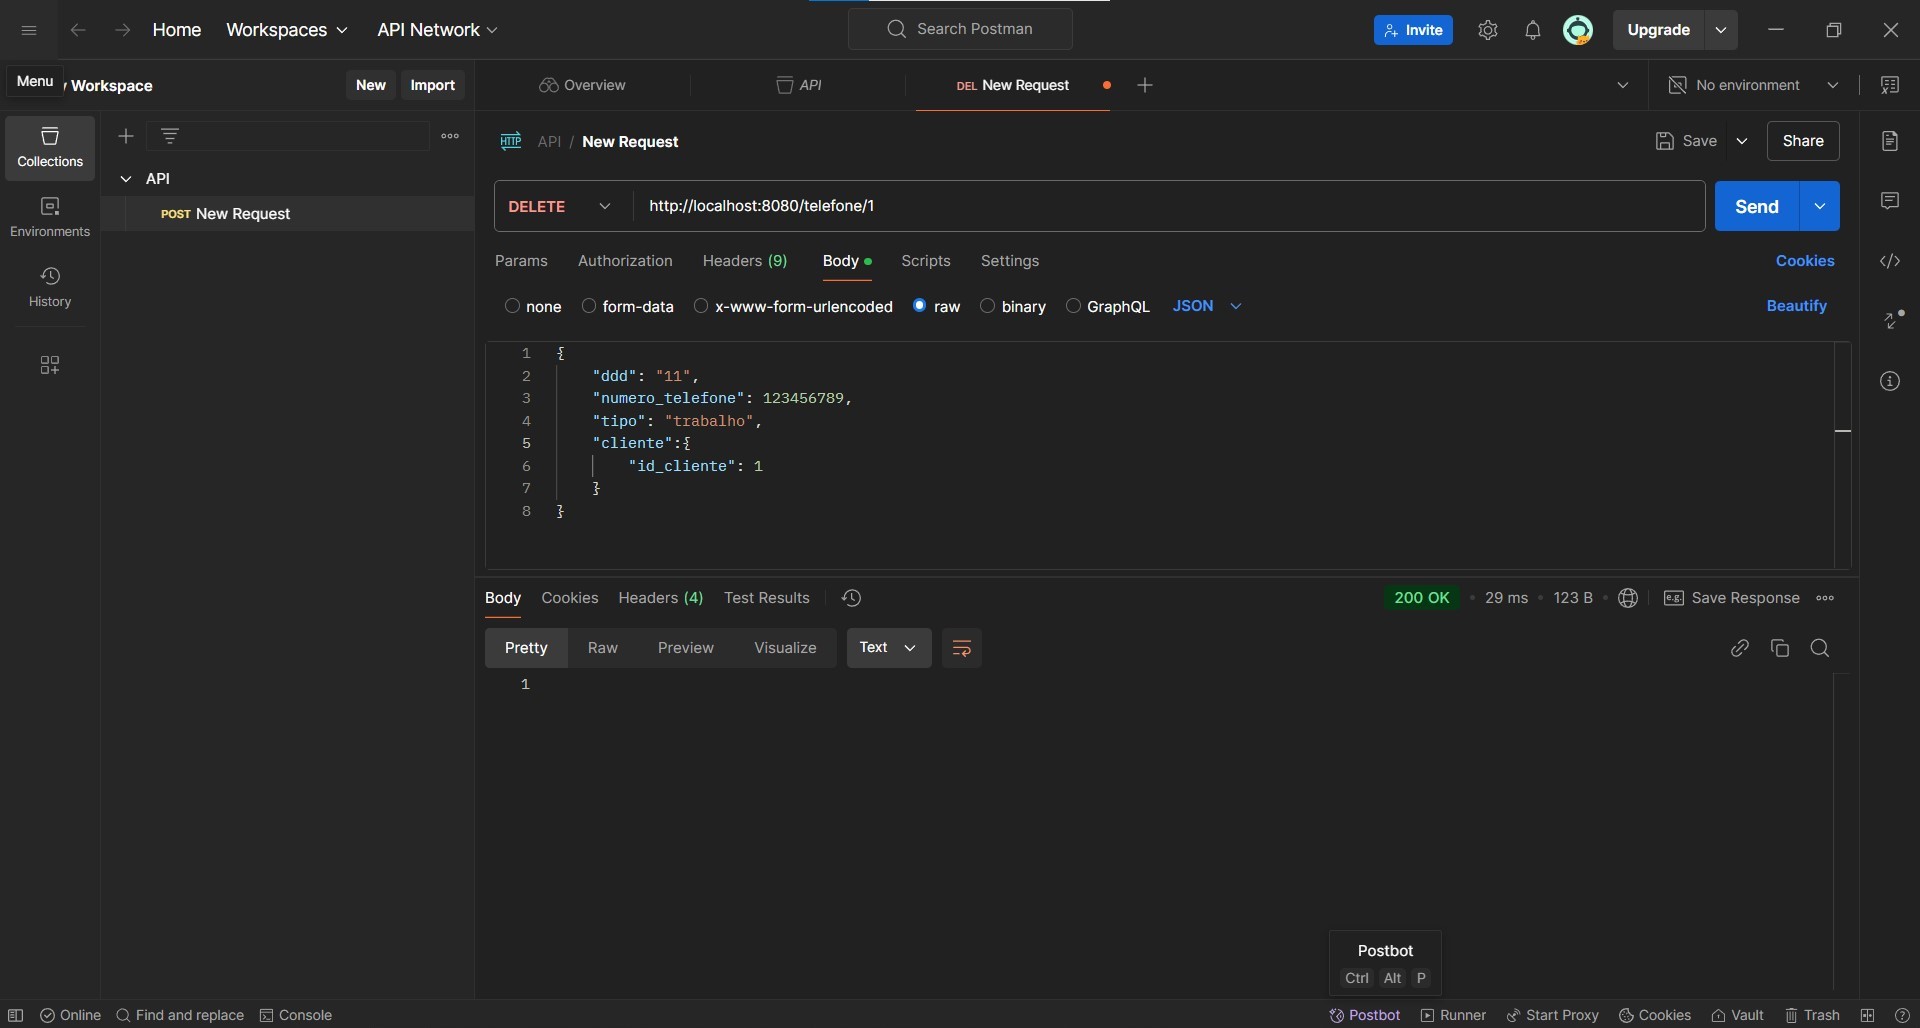 Home Workspaces API Network Search Postman Invite Upgrade
Menu y Workspace New Import Overview API DEL New Request No environment
Collections
Environments
History
API
POST New Request
HTTP API / New Request Save Share
DELETE http://localhost:8080/telefone/1 Send
Params Authorization Headers (9) Body Scripts Settings Cookies
none form-data x-www-form-urlencoded raw binary GraphQL JSON Beautify
1 {
2 "ddd": "11",
3 "numero_telefone": 123456789,
4 "tipo": "trabalho",
5 "cliente":{
6 "id_cliente": 1
7 }
8 }
Body Cookies Headers (4) Test Results 200 OK • 29 ms • 123 B e.g. Save Response
Pretty Raw Preview Visualize Text
1
Postbot
Ctrl Alt P
Online Find and replace Console Postbot Runner Start Proxy Cookies Vault Trash